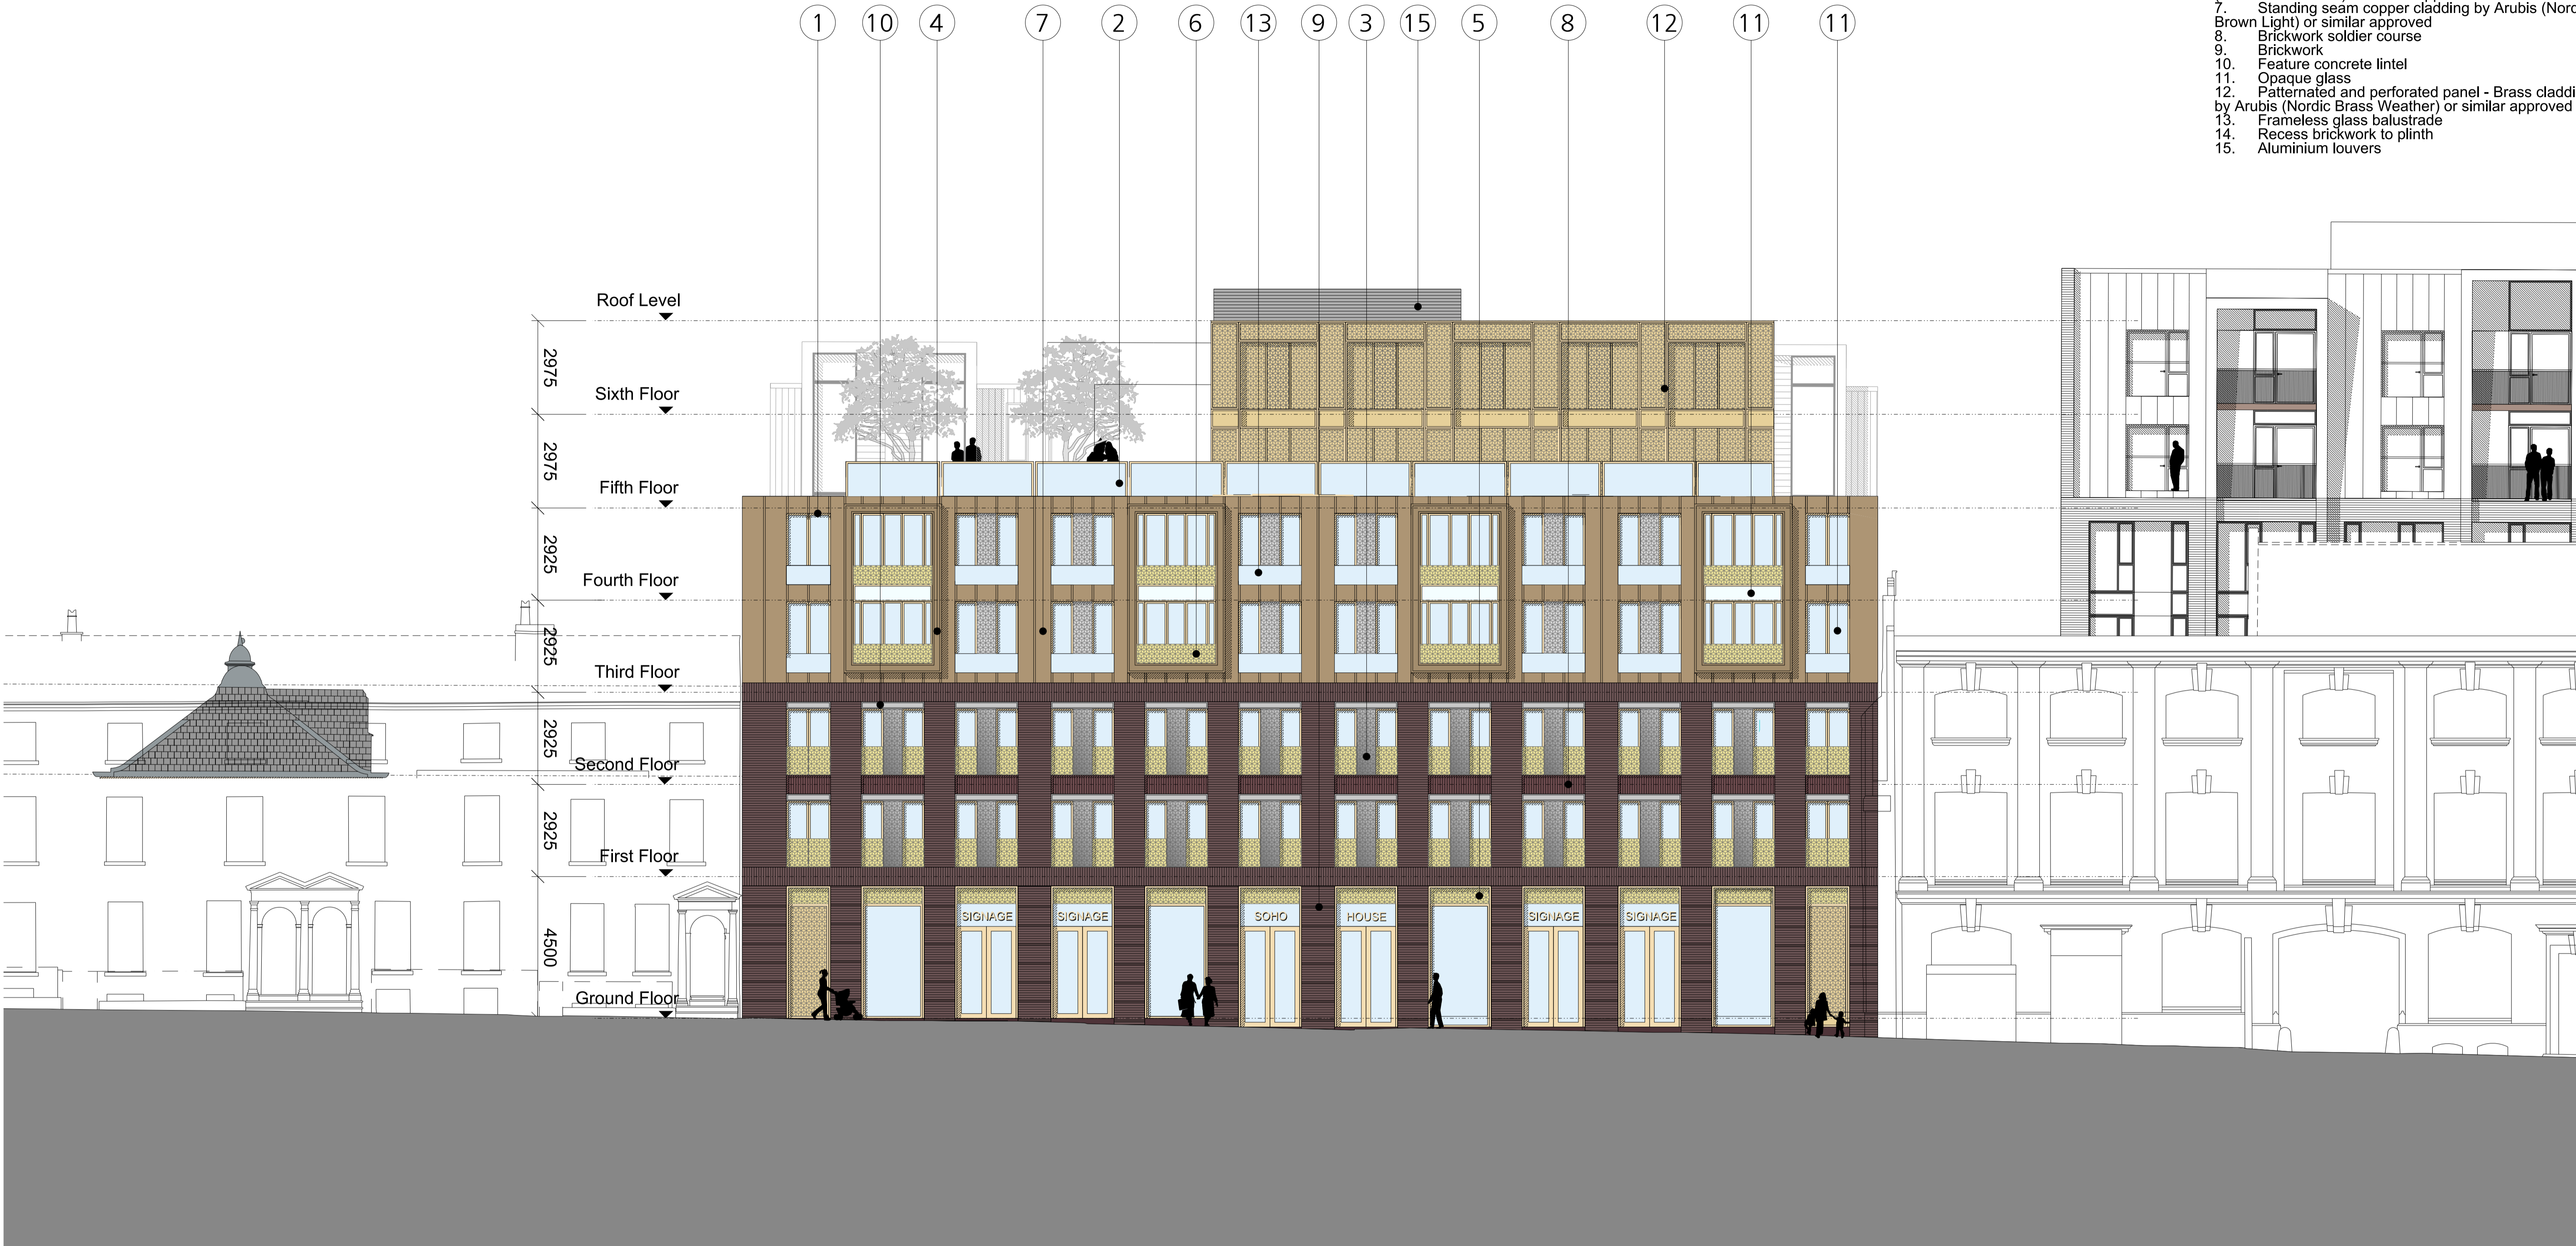 1 10 4 7 2 6 13 9 3 15 5 8 12 11 11
7. Standing seam copper cladding by Arubis (Nord
Brown Light) or similar approved
8. Brickwork soldier course
9. Brickwork
10. Feature concrete lintel
11. Opaque glass
12. Patternated and perforated panel - Brass claddi
by Arubis (Nordic Brass Weather) or similar approved
13. Frameless glass balustrade
14. Recess brickwork to plinth
15. Aluminium louvers
Roof Level
2975
Sixth Floor
2975
Fifth Floor
2925
Fourth Floor
2925
Third Floor
2925
Second Floor
2925
First Floor
4500
Ground Floor
SIGNAGE SIGNAGE SOHO HOUSE SIGNAGE SIGNAGE